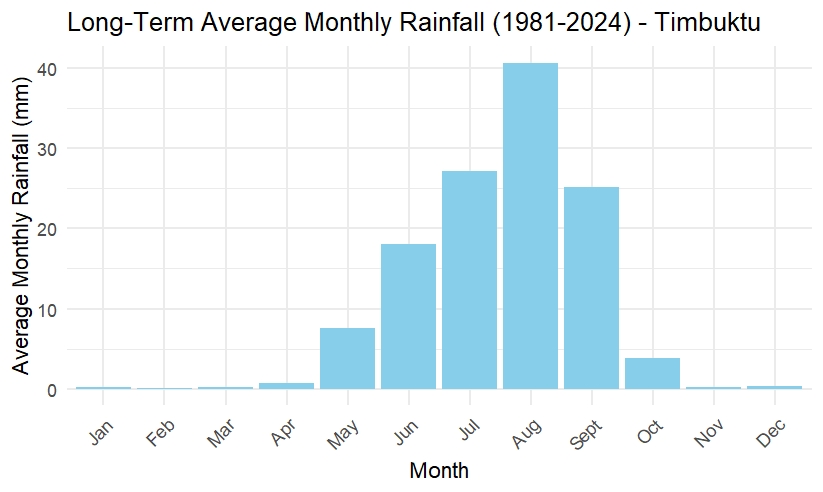 Long-Term Average Monthly Rainfall (1981-2024) - Timbuktu
Average Monthly Rainfall (mm)
40
30
20
10
0
Jan
Feb
Mar
Apr
May
Jun
Jul
Aug
Sept
Oct
Nov
Dec
Month